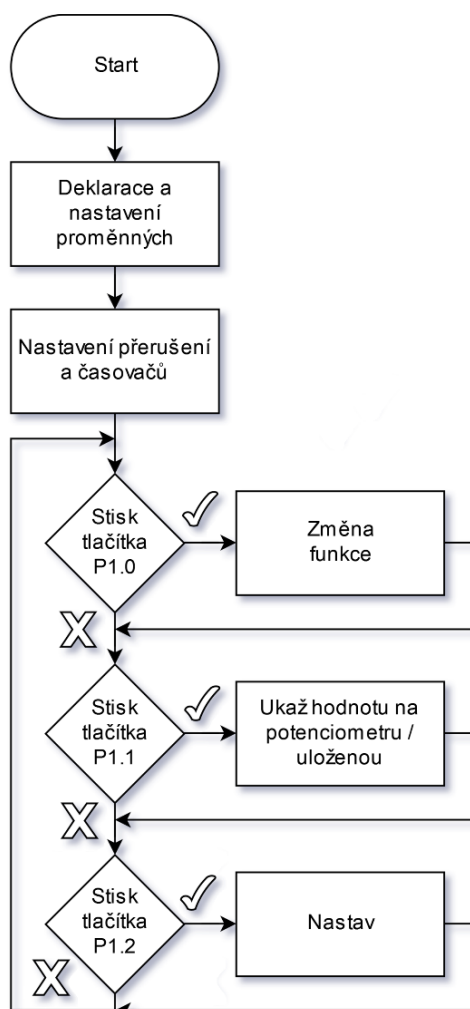 Start
Deklarace a
nastavení
proměnných
Nastavení přerušení
a časovačů
Stisk
tlačítka
P1.0
Změna
funkce
Stisk
tlačítka
P1.1
Ukaž hodnotu na
potenciometru /
uloženou
Stisk
tlačítka
P1.2
Nastav